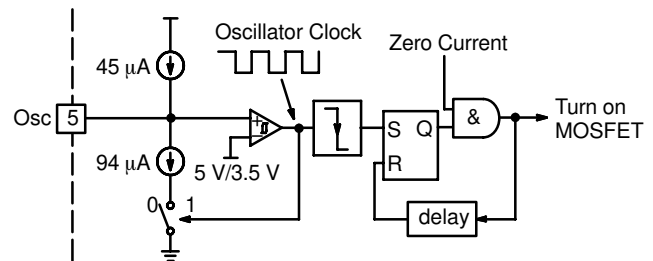 Oscillator Clock
Zero Current
45 μA
Osc 5
94 μA
5 V/3.5 V
0 1
S Q
R
&
Turn on
MOSFET
delay